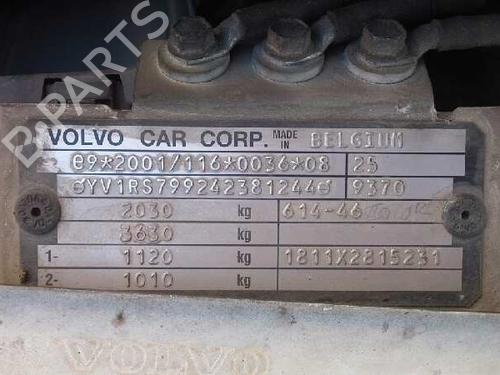 B-PARTS
VOLVO CAR CORP. MADE IN BELGIUM
e9*2001/116*0036*08 25
YV1RS799242381244 9370
2030 kg 614-46
3630 kg
1- 1120 kg 1811X2815231
2- 1010 kg
VOLVO